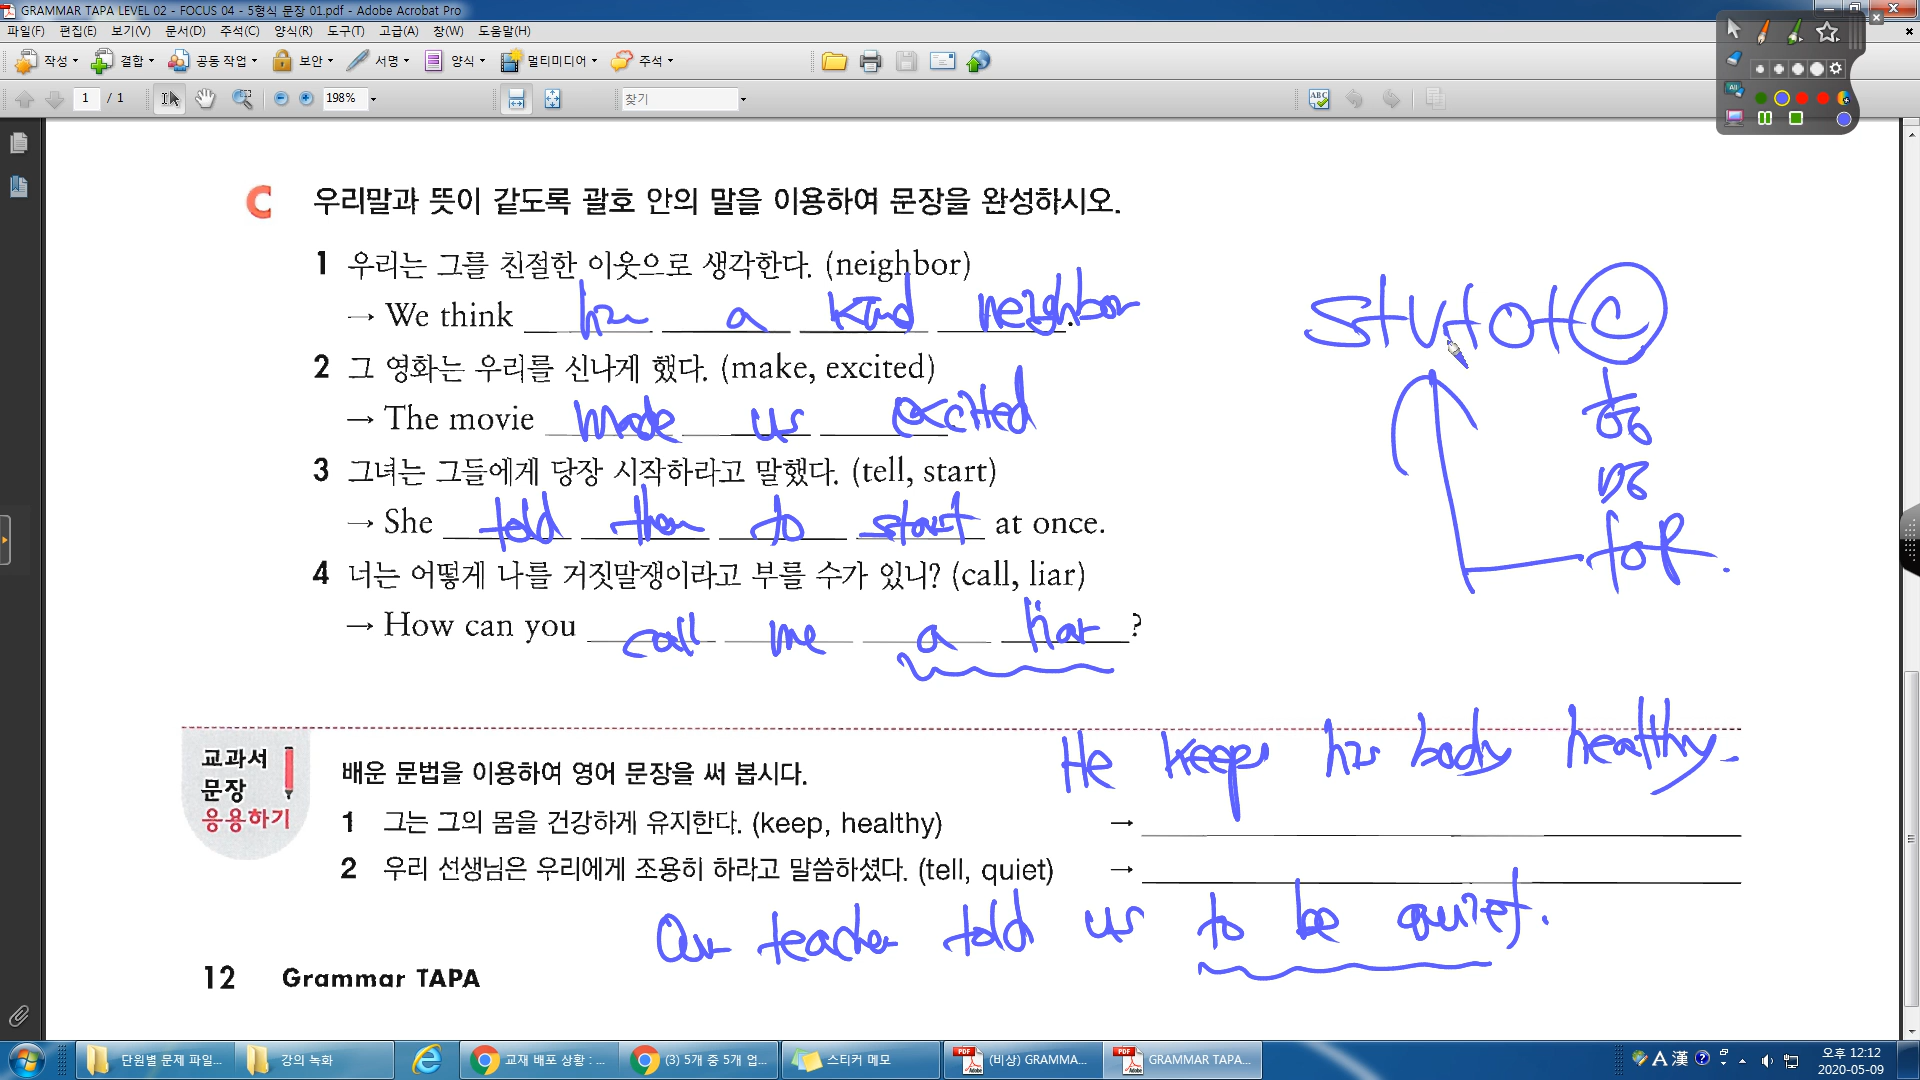 GRAMMAR TAPA LEVEL 02 - FOCUS 04 - 5형식 문장 01.pdf - Adobe Acrobat Pro
파일(F) 편집(E) 보기(V) 문서(D) 주석(C) 양식(R) 도구(T) 고급(A) 창(W) 도움말(H)
작성 결합 공동 작업 보안 서명 양식 멀티미디어 주석
1 / 1 198% 찾기
C 우리말과 뜻이 같도록 괄호 안의 말을 이용하여 문장을 완성하시오.
1 우리는 그를 친절한 이웃으로 생각한다. (neighbor)
→ We think him a kind neighbor.
2 그 영화는 우리를 신나게 했다. (make, excited)
→ The movie made us excited
3 그녀는 그들에게 당장 시작하라고 말했다. (tell, start)
→ She told them to start at once.
4 너는 어떻게 나를 거짓말쟁이라고 부를 수가 있니? (call, liar)
→ How can you call me a liar ?
S+V+O+C
to R.
He keeps his body healthy.
교과서
문장
응용하기
배운 문법을 이용하여 영어 문장을 써 봅시다.
1 그는 그의 몸을 건강하게 유지한다. (keep, healthy) →
2 우리 선생님은 우리에게 조용히 하라고 말씀하셨다. (tell, quiet) →
Our teacher told us to be quiet.
12 Grammar TAPA
단원별 문제 파일... 강의 녹화 교재 배포 상황 : ... (3) 5개 중 5개 업... 스티커 메모 (비상) GRAMMA... GRAMMAR TAPA... A 漢 오후 12:12
2020-05-09